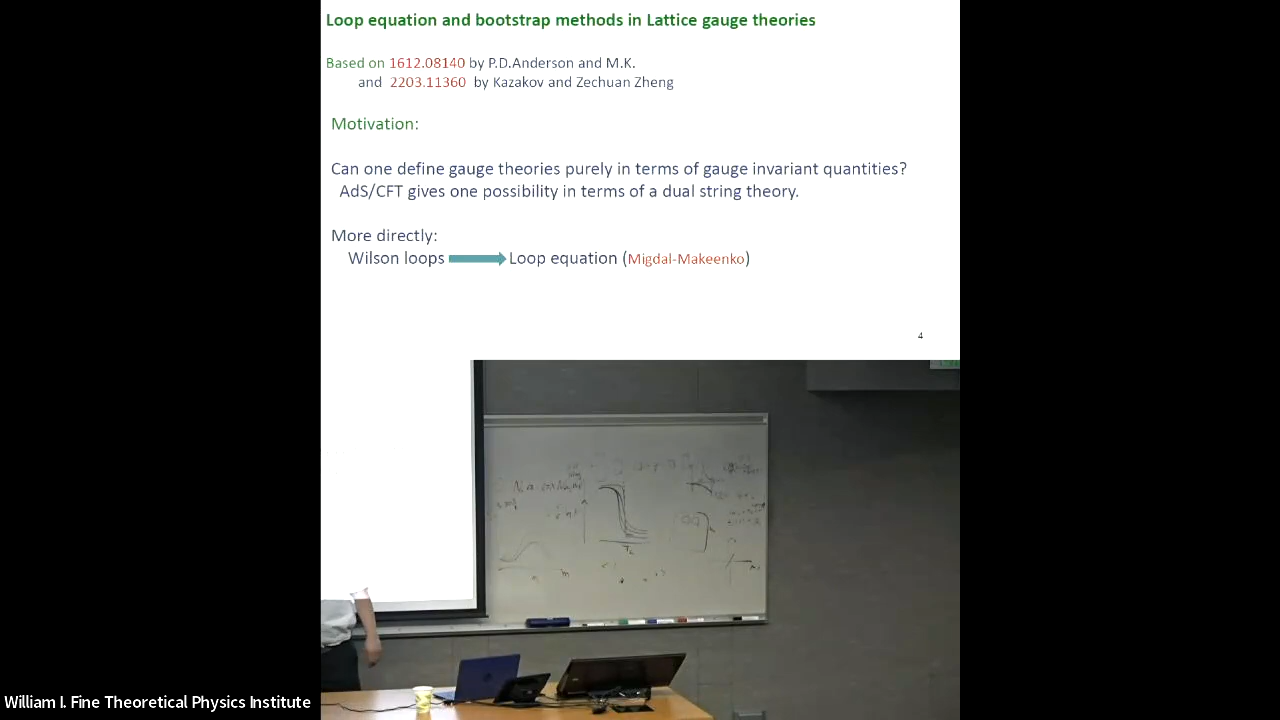 Loop equation and bootstrap methods in Lattice gauge theories
Based on 1612.08140 by P.D.Anderson and M.K.
and 2203.11360 by Kazakov and Zechuan Zheng
Motivation:
Can one define gauge theories purely in terms of gauge invariant quantities?
AdS/CFT gives one possibility in terms of a dual string theory.
More directly:
Wilson loops Loop equation (Migdal-Makeenko)
4
William I. Fine Theoretical Physics Institute